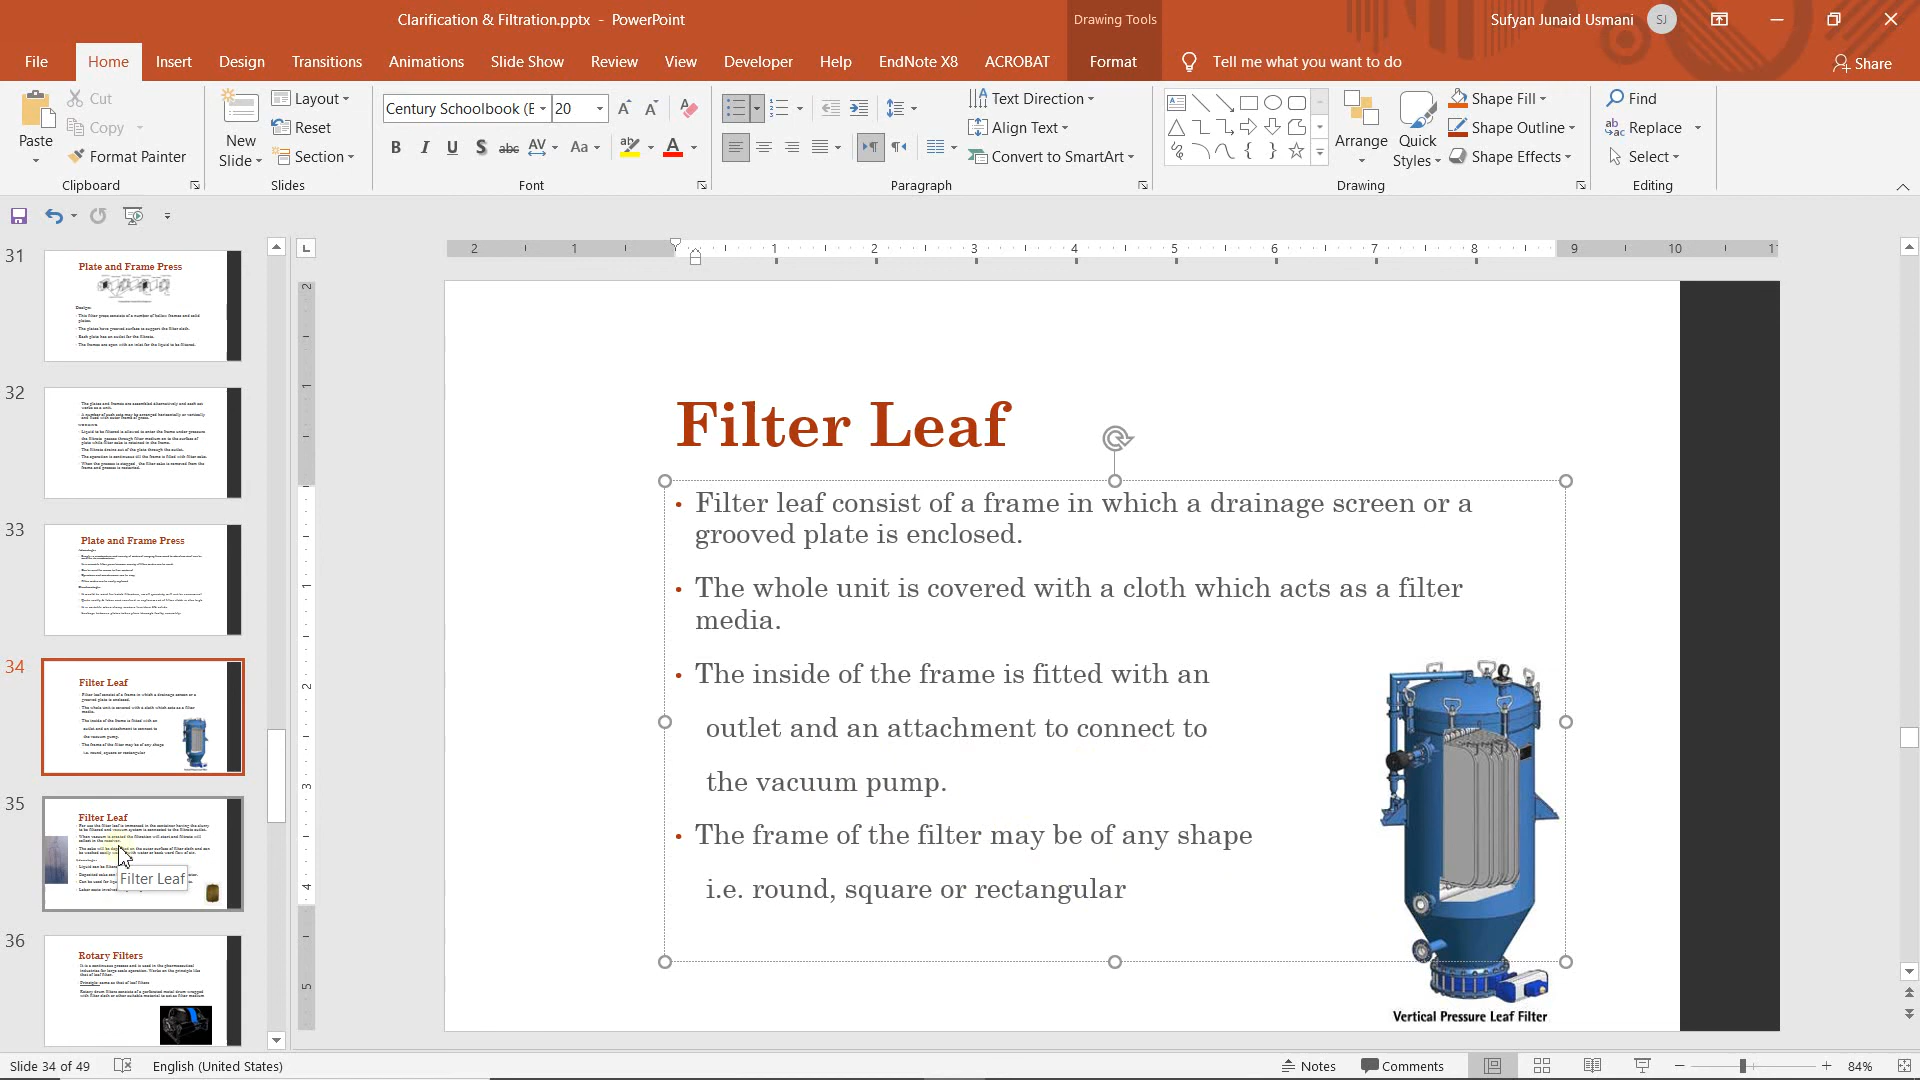 Clarification & Filtration.pptx - PowerPoint
Drawing Tools
Sufyan Junaid Usmani
SJ
File
Home
Insert
Design
Transitions
Animations
Slide Show
Review
View
Developer
Help
EndNote X8
ACROBAT
Format
Tell me what you want to do
Share
Paste
Cut
Copy
Format Painter
Clipboard
New
Slide
Layout
Reset
Section
Slides
Century Schoolbook (E
20
Font
Text Direction
Align Text
Convert to SmartArt
Paragraph
Arrange
Quick
Styles
Shape Fill
Shape Outline
Shape Effects
Drawing
Find
Replace
Select
Editing
31
Plate and Frame Press
32
33
Plate and Frame Press
34
Filter Leaf
35
Filter Leaf
Filter Leaf
36
Rotary Filters
Filter Leaf
• Filter leaf consist of a frame in which a drainage screen or a
grooved plate is enclosed.
• The whole unit is covered with a cloth which acts as a filter
media.
• The inside of the frame is fitted with an
outlet and an attachment to connect to
the vacuum pump.
• The frame of the filter may be of any shape
i.e. round, square or rectangular
Vertical Pressure Leaf Filter
Slide 34 of 49
English (United States)
Notes
Comments
84%